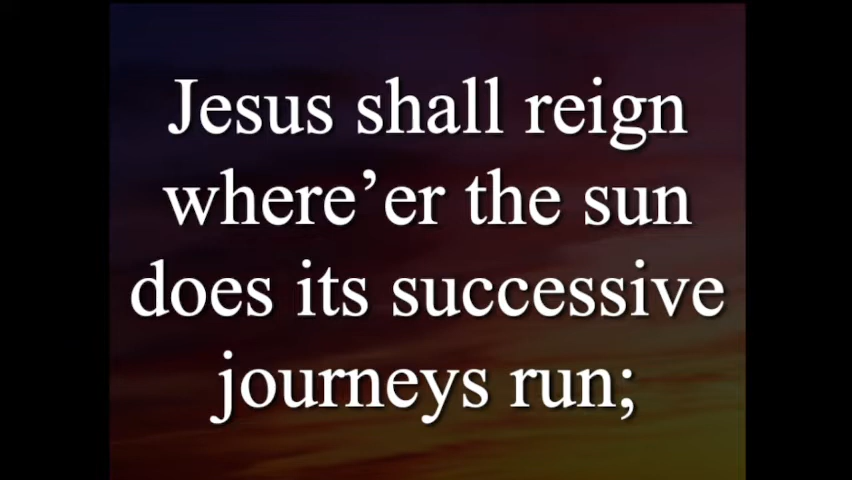 Jesus shall reign
where’er the sun
does its successive
journeys run;